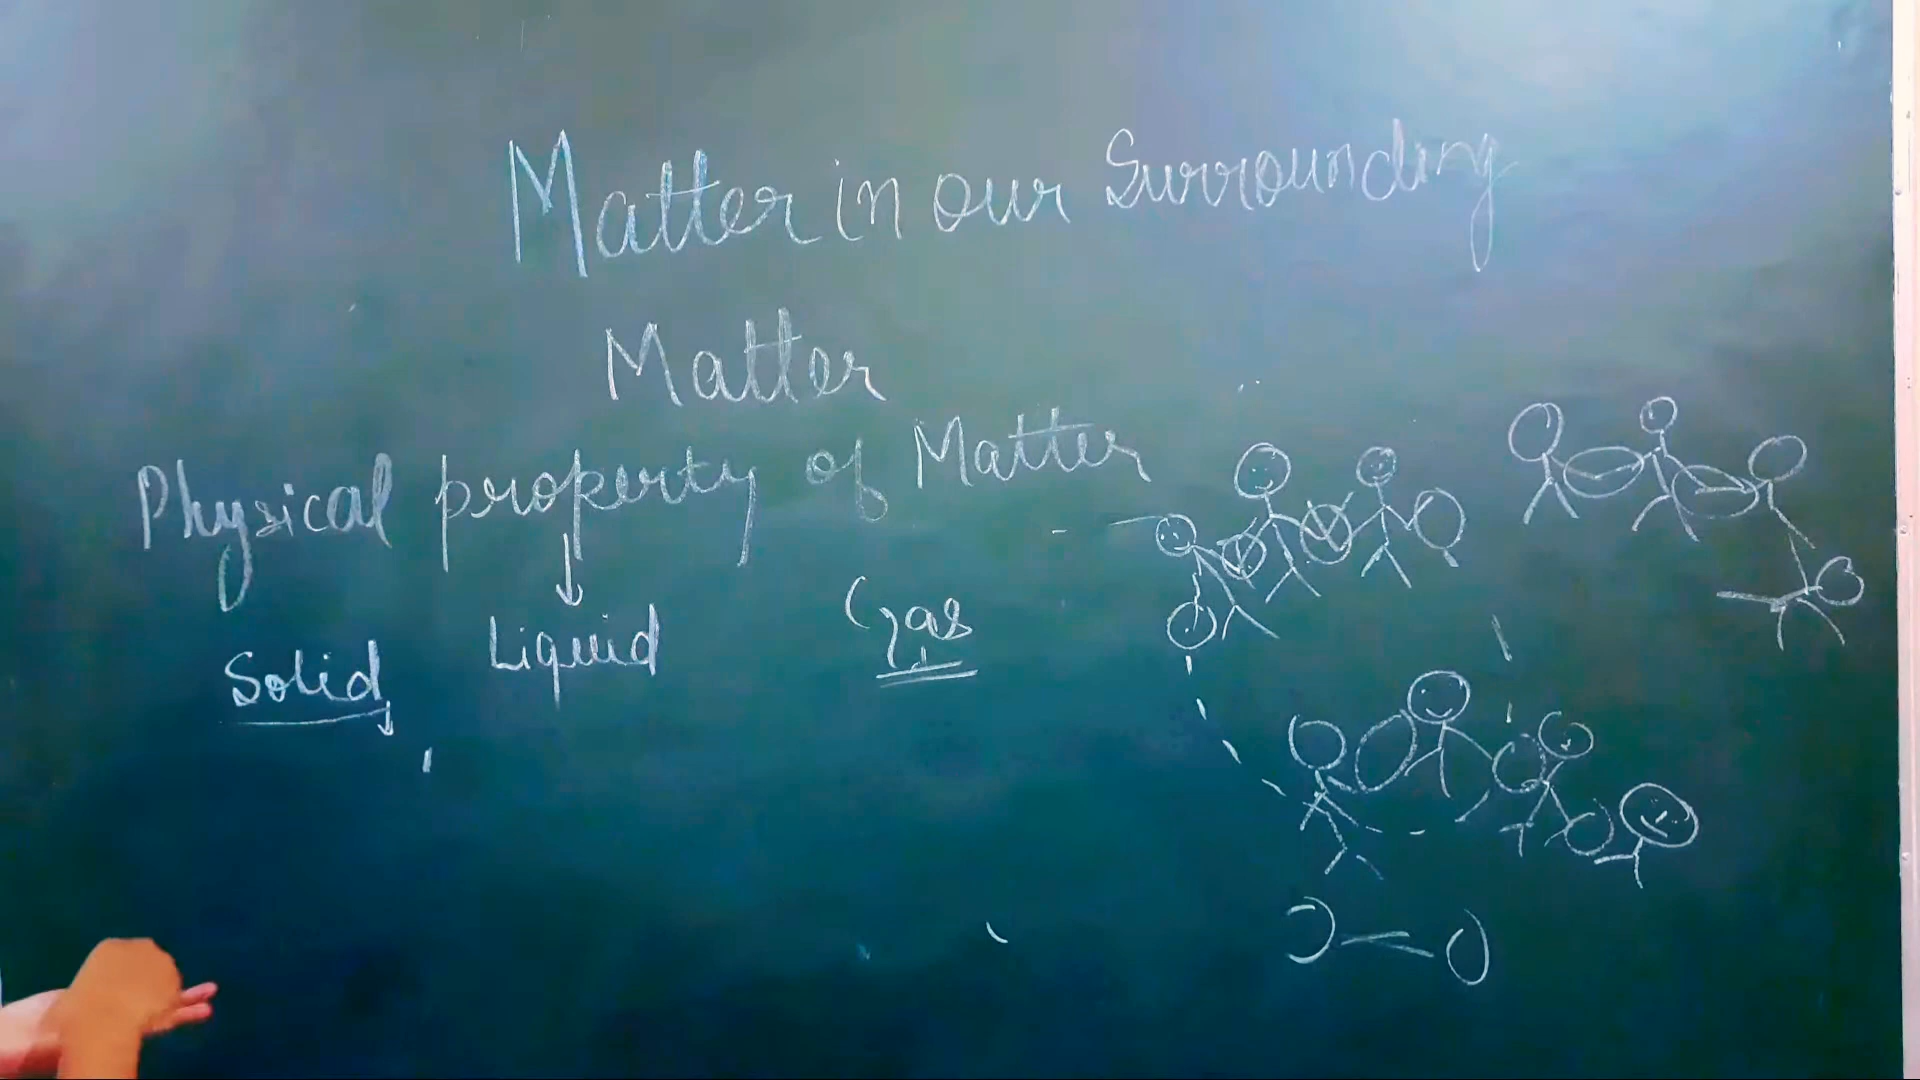 Matter in our Surrounding
Matter
Physical property of Matter
Solid Liquid Gas